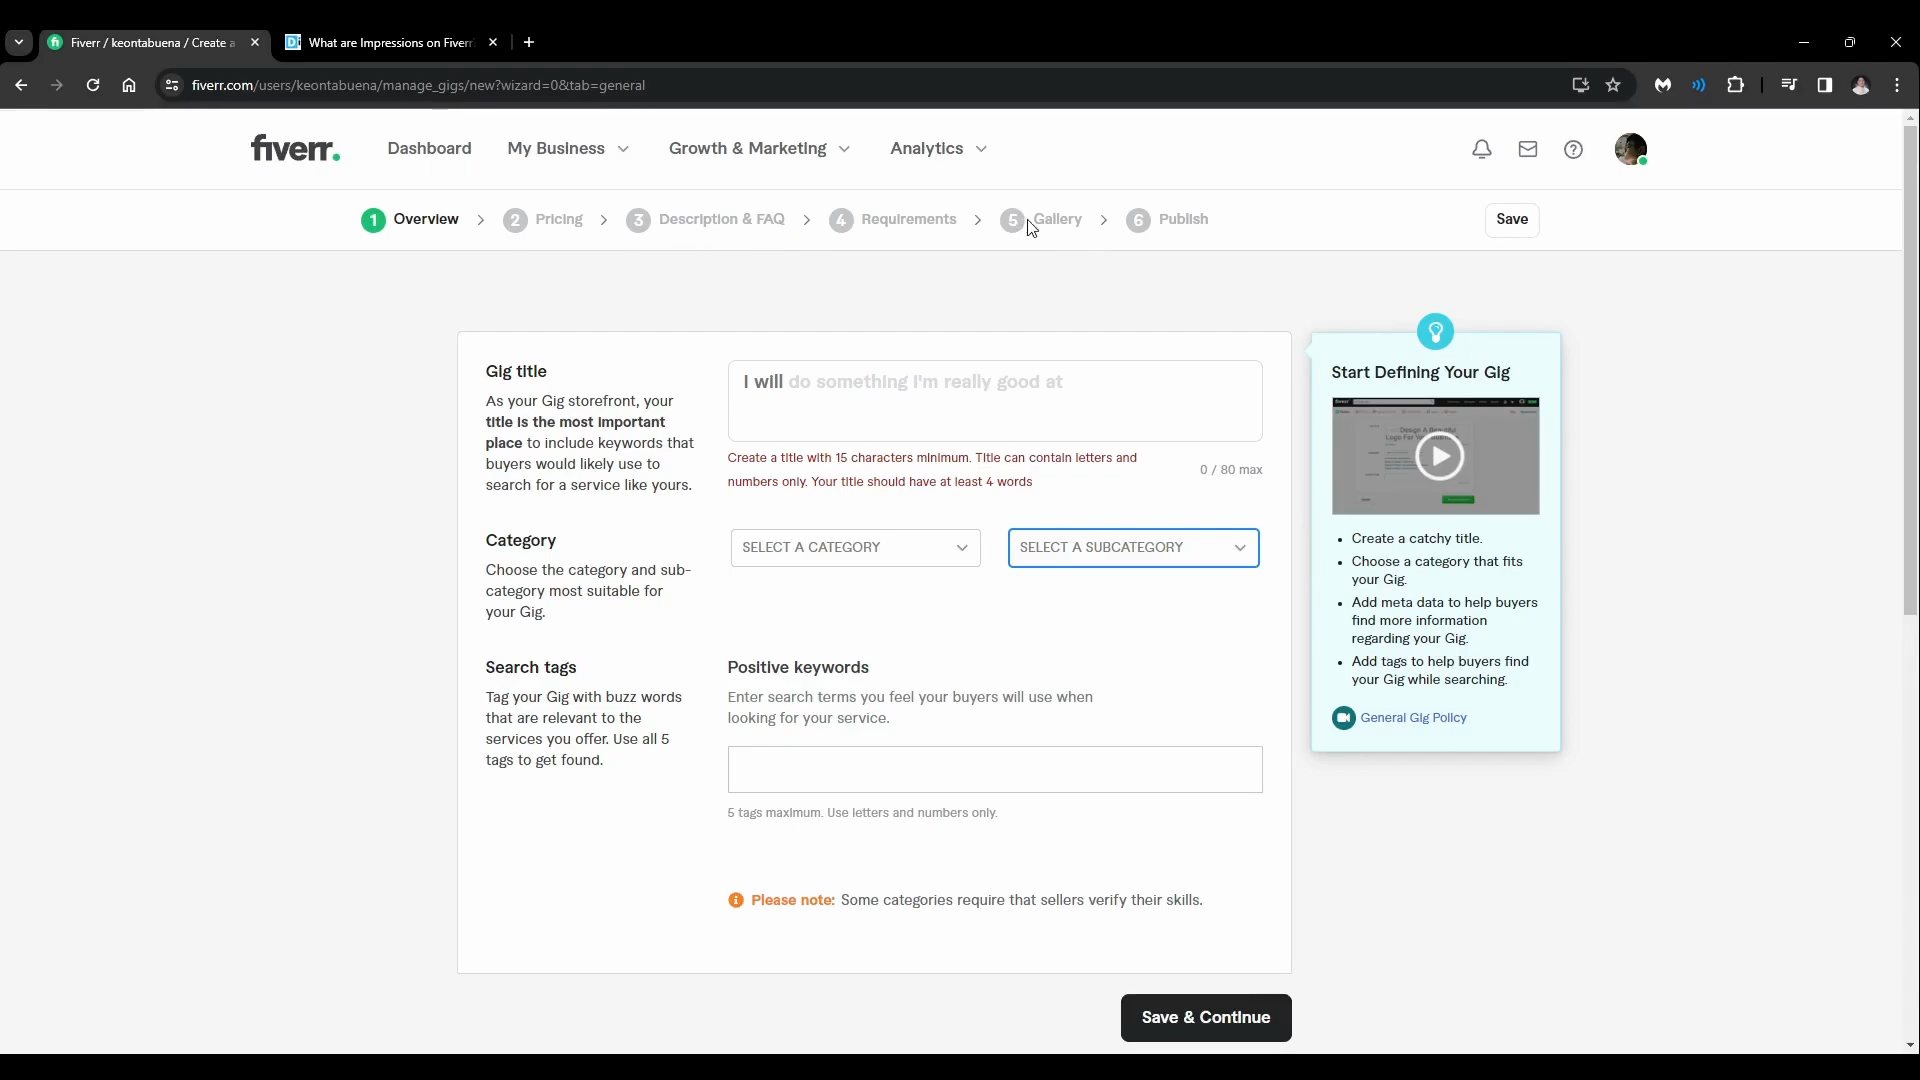 Fiverr / keontabuena / Create a
What are Impressions on Fiverr
fiverr.com/users/keontabuena/manage_gigs/new?wizard=0&tab=general
fiverr.
Dashboard
My Business
Growth & Marketing
Analytics
1 Overview
2 Pricing
3 Description & FAQ
4 Requirements
5 Gallery
6 Publish
Save
Gig title
As your Gig storefront, your
title is the most important
place to include keywords that
buyers would likely use to
search for a service like yours.
I will do something I'm really good at
Create a title with 15 characters minimum. Title can contain letters and
numbers only. Your title should have at least 4 words
0 / 80 max
Category
Choose the category and sub-
category most suitable for
your Gig.
SELECT A CATEGORY
SELECT A SUBCATEGORY
Search tags
Tag your Gig with buzz words
that are relevant to the
services you offer. Use all 5
tags to get found.
Positive keywords
Enter search terms you feel your buyers will use when
looking for your service.
5 tags maximum. Use letters and numbers only.
Please note: Some categories require that sellers verify their skills.
Save & Continue
Start Defining Your Gig
• Create a catchy title.
• Choose a category that fits
your Gig.
• Add meta data to help buyers
find more information
regarding your Gig.
• Add tags to help buyers find
your Gig while searching.
General Gig Policy